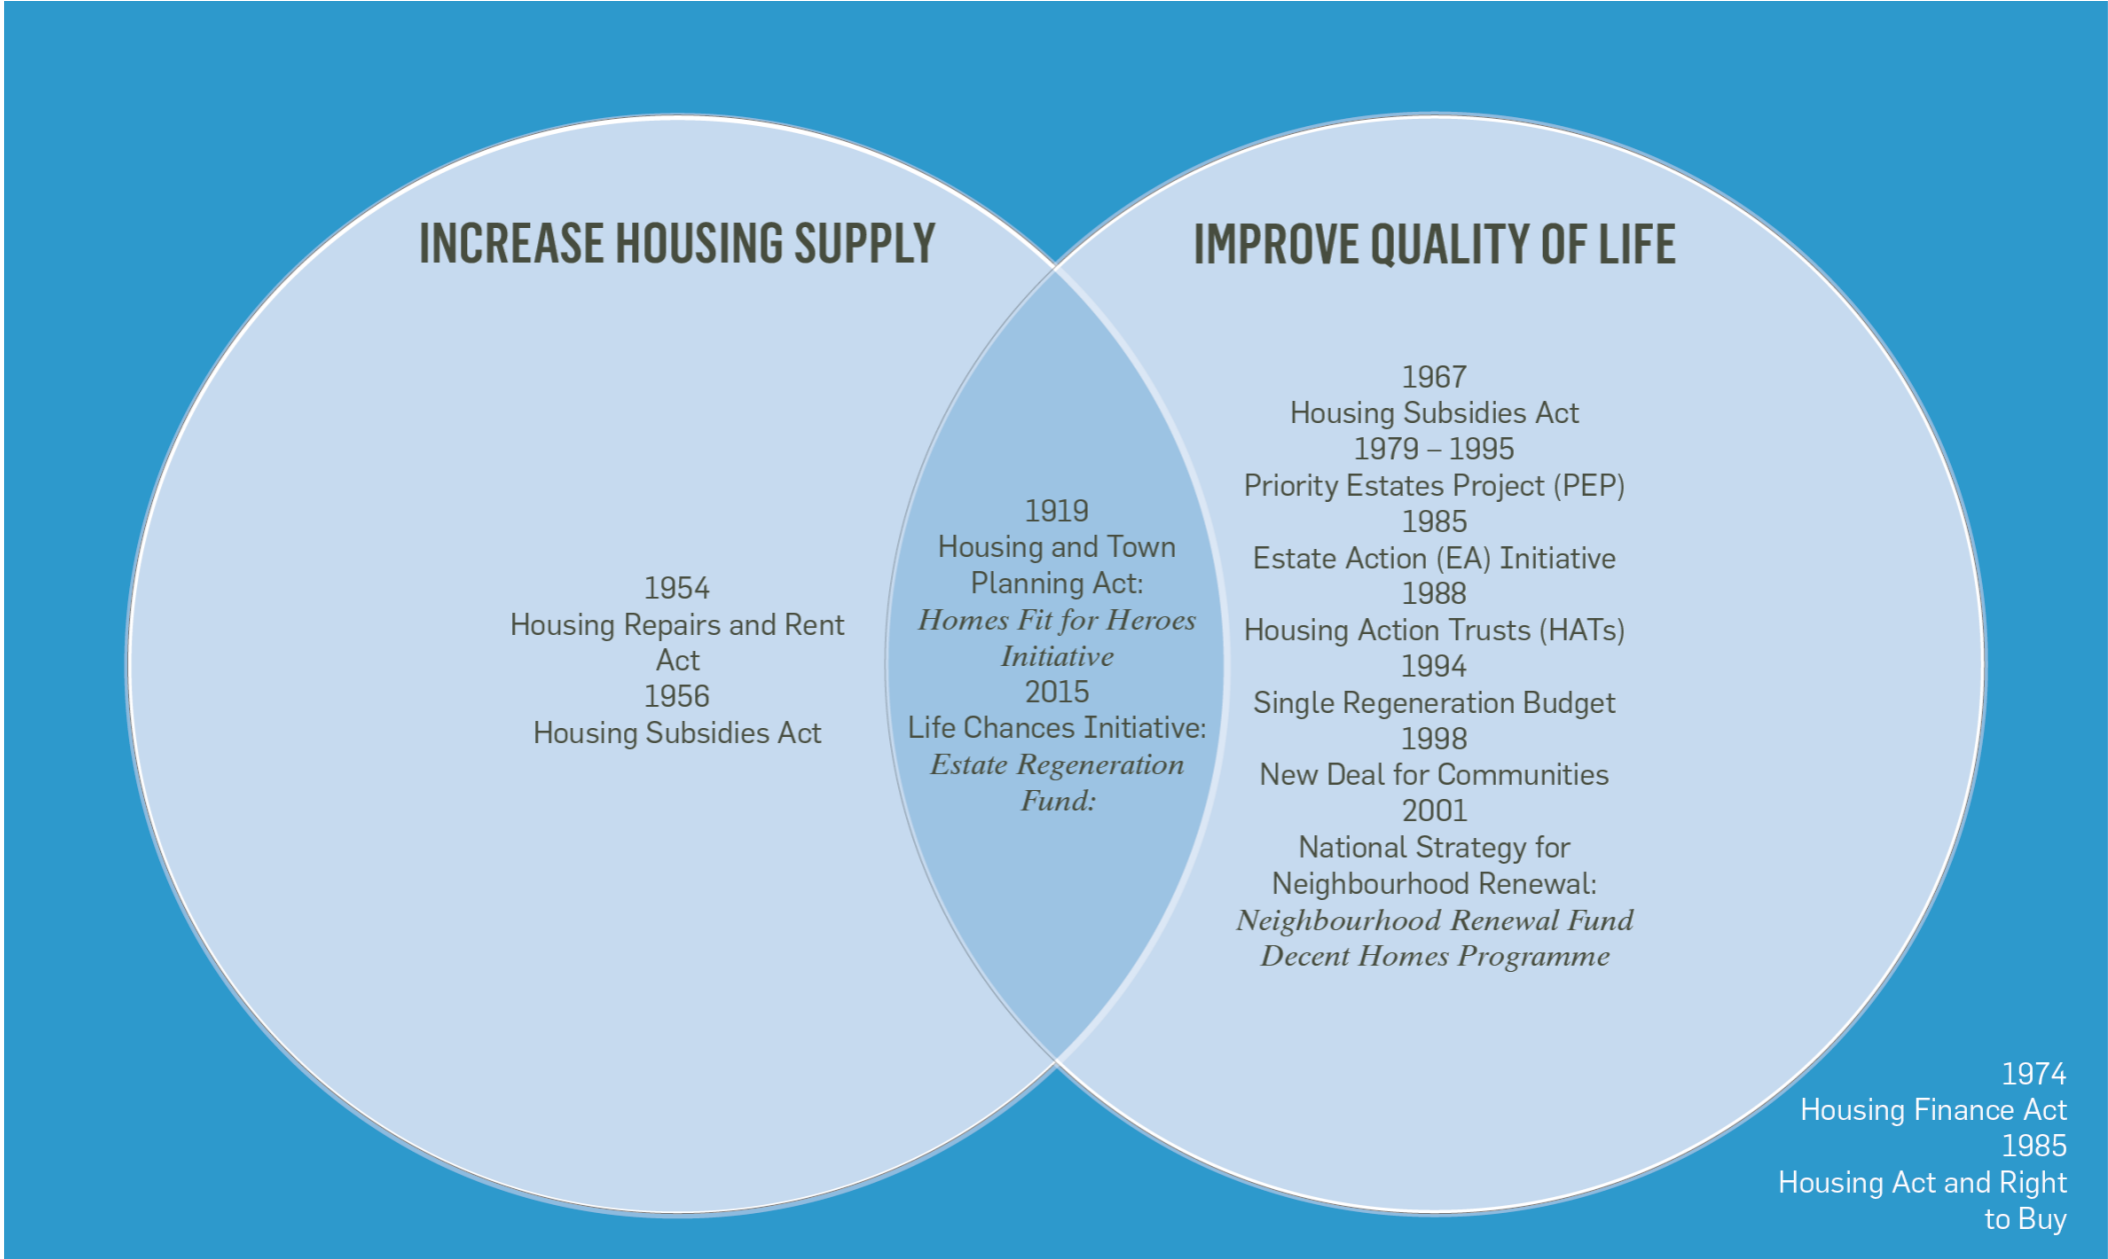 INCREASE HOUSING SUPPLY
1954
Housing Repairs and Rent
Act
1956
Housing Subsidies Act
1919
Housing and Town
Planning Act:
Homes Fit for Heroes
Initiative
2015
Life Chances Initiative:
Estate Regeneration
Fund:
IMPROVE QUALITY OF LIFE
1967
Housing Subsidies Act
1979 – 1995
Priority Estates Project (PEP)
1985
Estate Action (EA) Initiative
1988
Housing Action Trusts (HATs)
1994
Single Regeneration Budget
1998
New Deal for Communities
2001
National Strategy for
Neighbourhood Renewal:
Neighbourhood Renewal Fund
Decent Homes Programme
1974
Housing Finance Act
1985
Housing Act and Right
to Buy